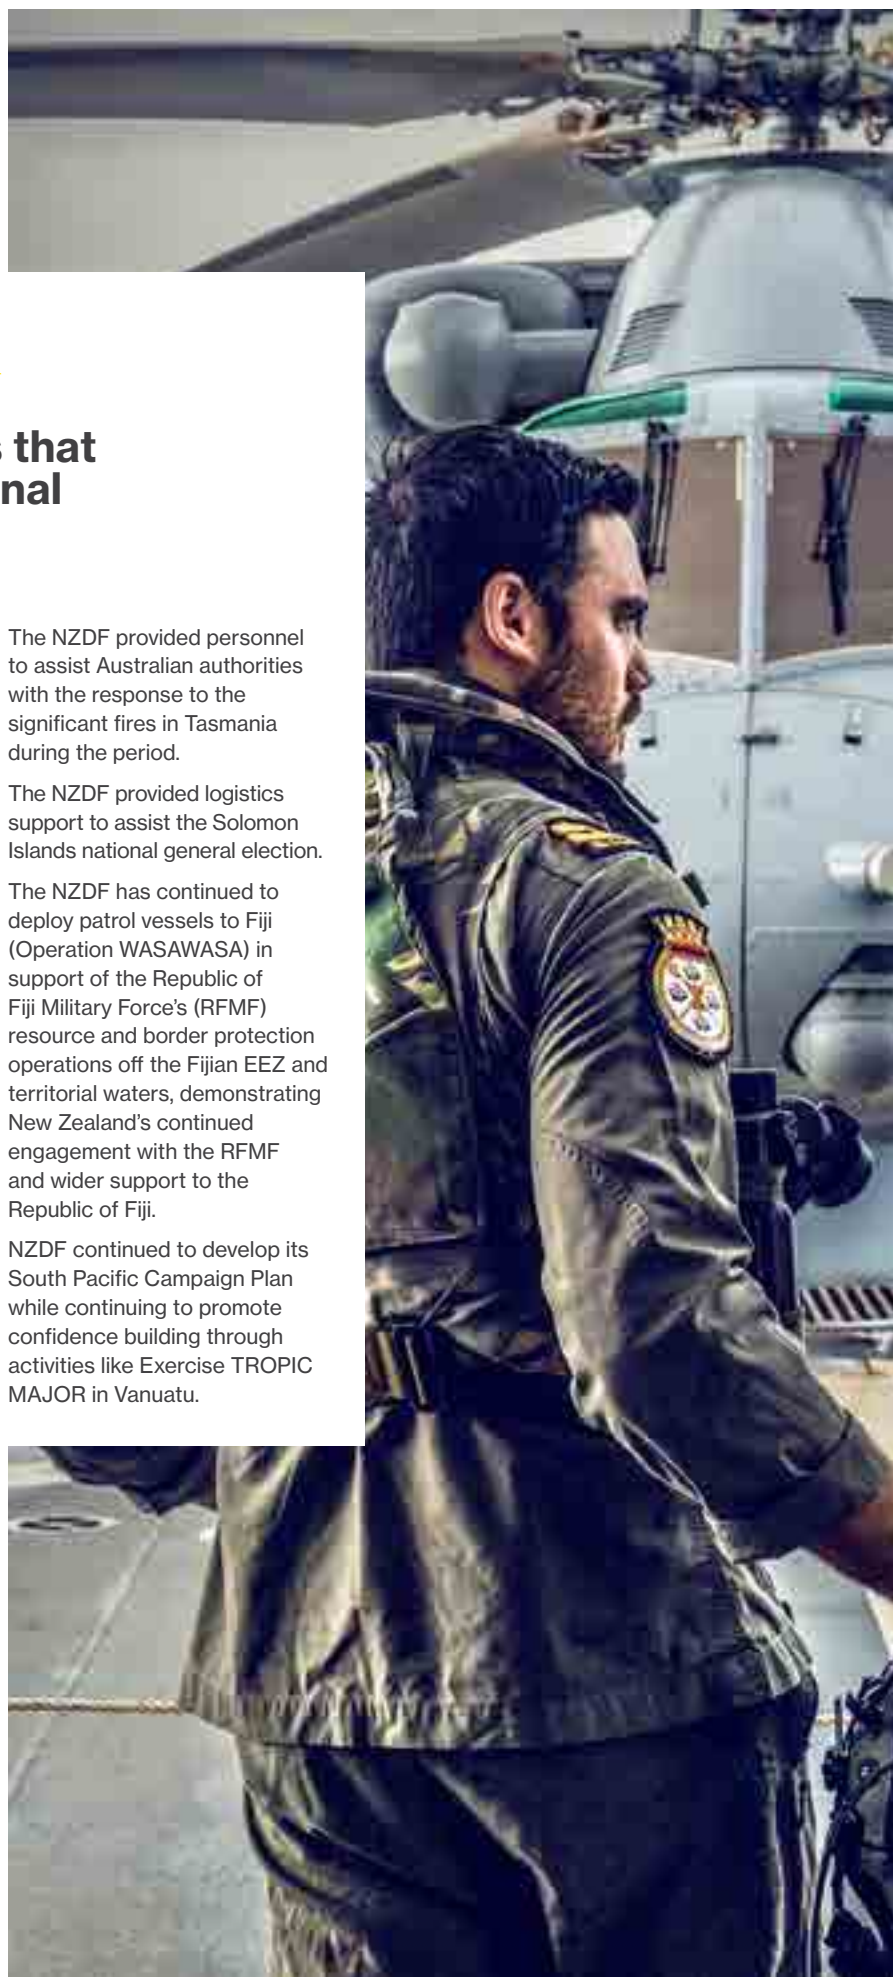 that
nal
The NZDF provided personnel
to assist Australian authorities
with the response to the
significant fires in Tasmania
during the period.
The NZDF provided logistics
support to assist the Solomon
Islands national general election.
The NZDF has continued to
deploy patrol vessels to Fiji
(Operation WASAWASA) in
support of the Republic of
Fiji Military Force’s (RFMF)
resource and border protection
operations off the Fijian EEZ and
territorial waters, demonstrating
New Zealand’s continued
engagement with the RFMF
and wider support to the
Republic of Fiji.
NZDF continued to develop its
South Pacific Campaign Plan
while continuing to promote
confidence building through
activities like Exercise TROPIC
MAJOR in Vanuatu.